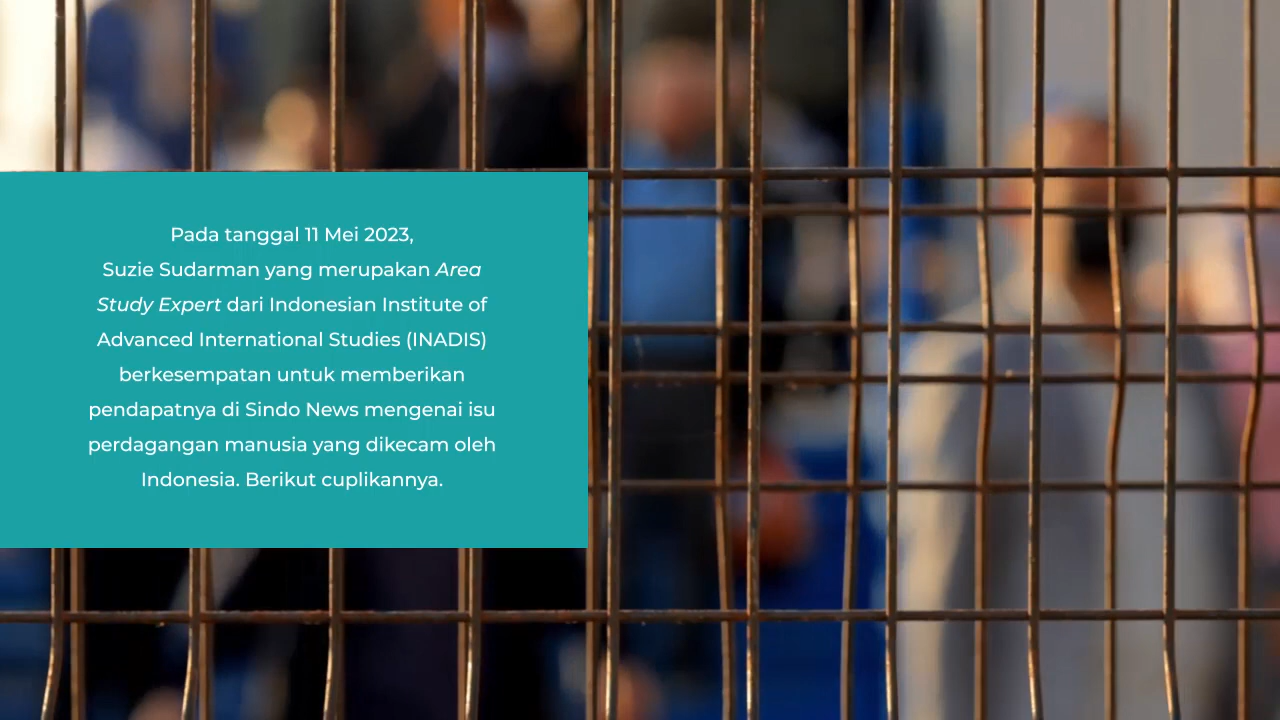 Pada tanggal 11 Mei 2023,
Suzie Sudarman yang merupakan Area
Study Expert dari Indonesian Institute of
Advanced International Studies (INADIS)
berkesempatan untuk memberikan
pendapatnya di Sindo News mengenai isu
perdagangan manusia yang dikecam oleh
Indonesia. Berikut cuplikannya.